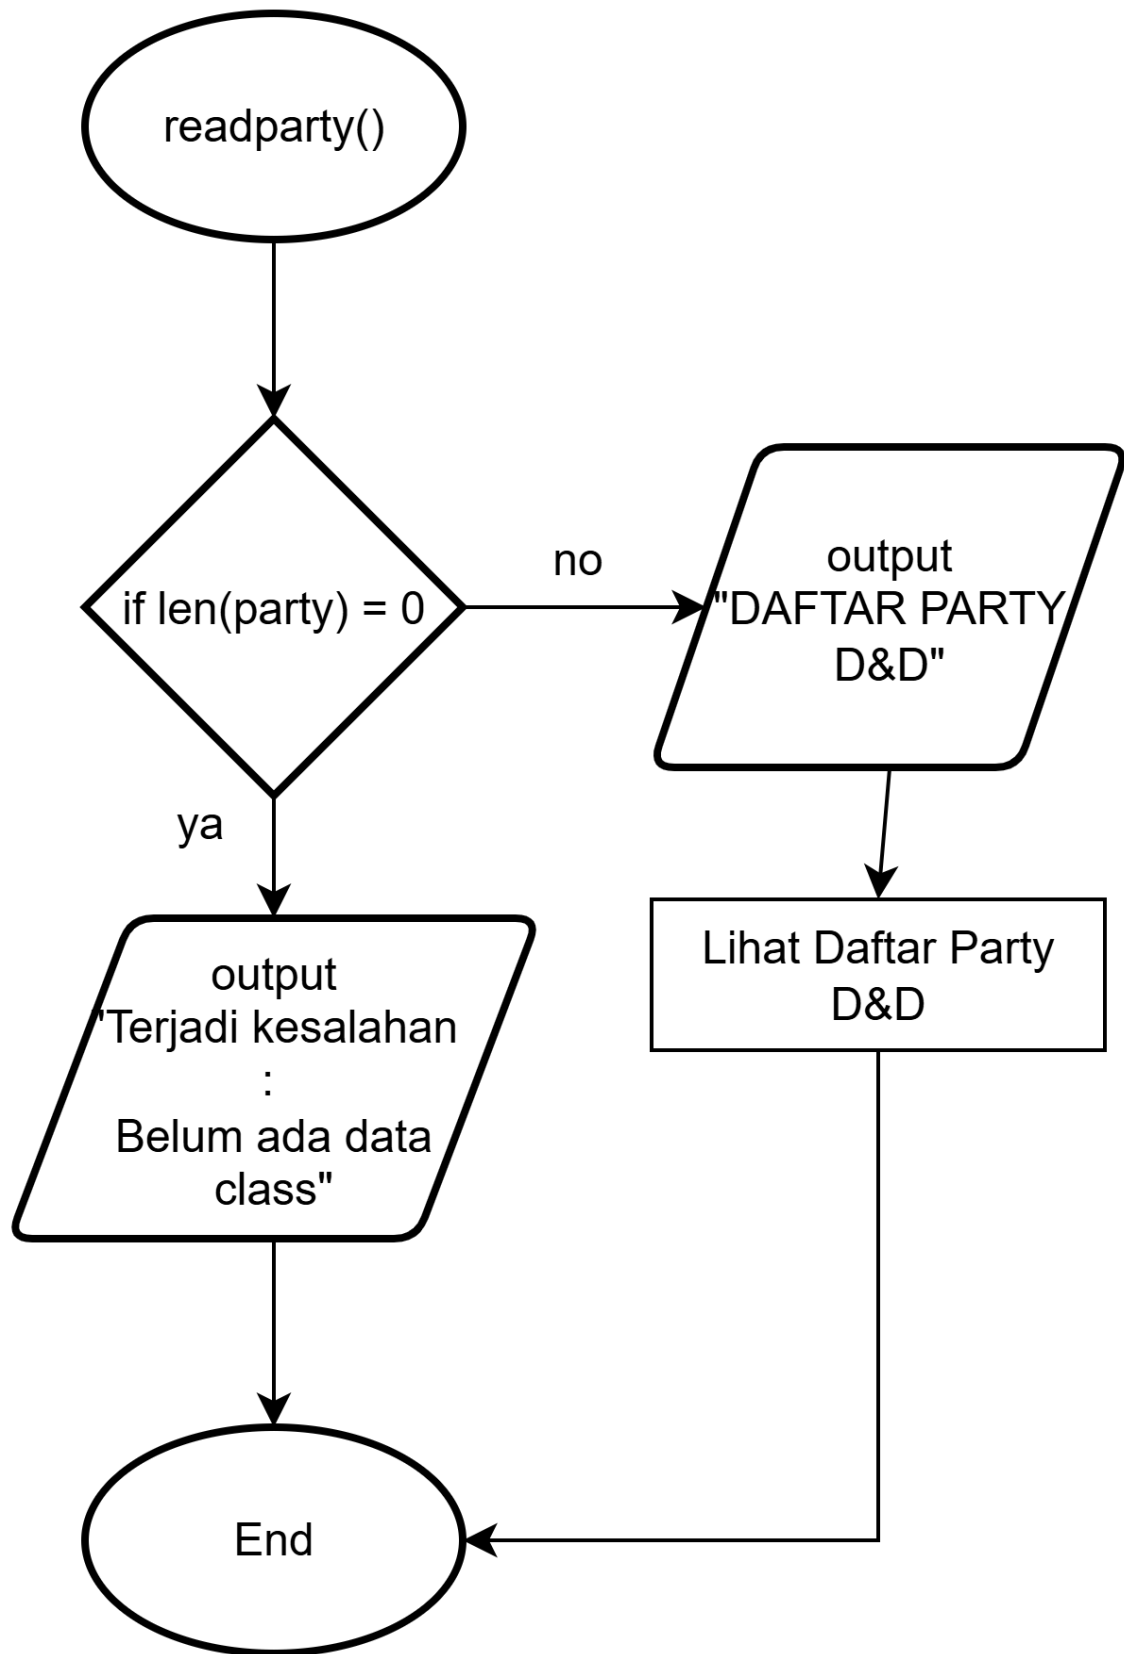 readparty()
if len(party) = 0
no
output
"DAFTAR PARTY
D&D"
ya
output
"Terjadi kesalahan
:
Belum ada data
class"
Lihat Daftar Party
D&D
End